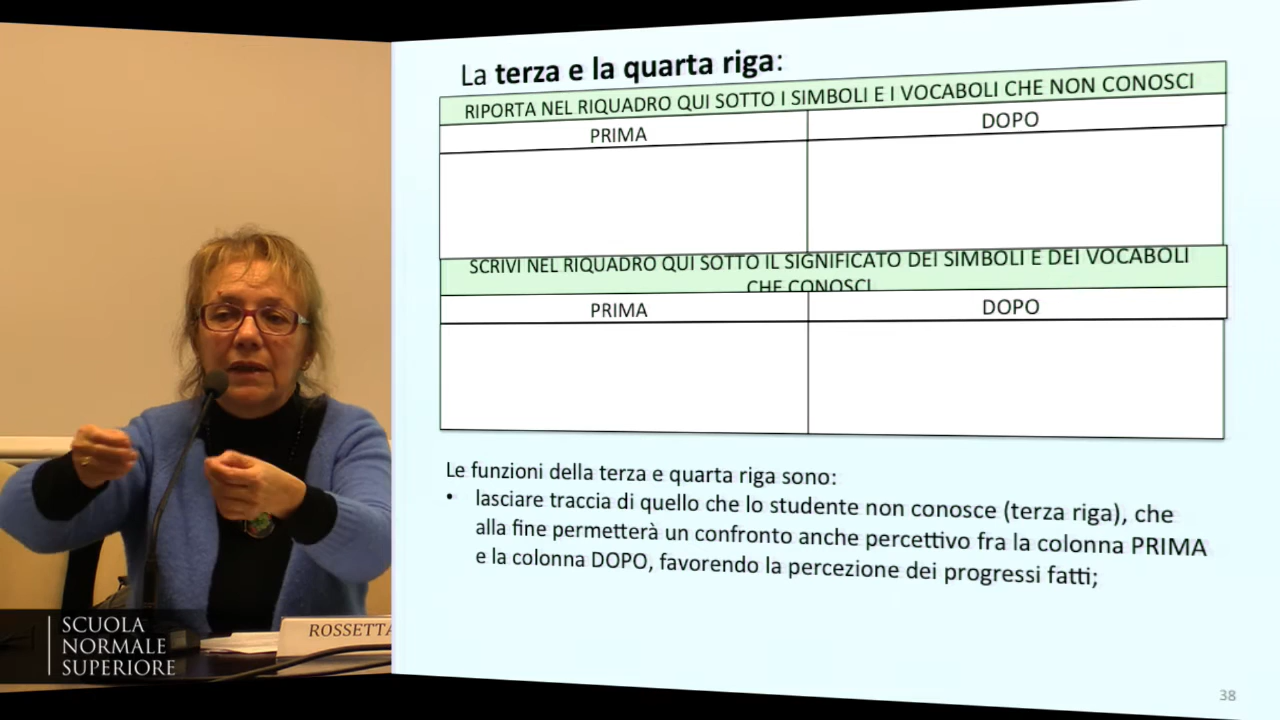 La terza e la quarta riga:
RIPORTA NEL RIQUADRO QUI SOTTO I SIMBOLI E I VOCABOLI CHE NON CONOSCI
PRIMA DOPO
SCRIVI NEL RIQUADRO QUI SOTTO IL SIGNIFICATO DEI SIMBOLI E DEI VOCABOLI
CHE CONOSCI
PRIMA DOPO
Le funzioni della terza e quarta riga sono:
• lasciare traccia di quello che lo studente non conosce (terza riga), che
alla fine permetterà un confronto anche percettivo fra la colonna PRIMA
e la colonna DOPO, favorendo la percezione dei progressi fatti;
ROSSETTA
SCUOLA
NORMALE
SUPERIORE
38